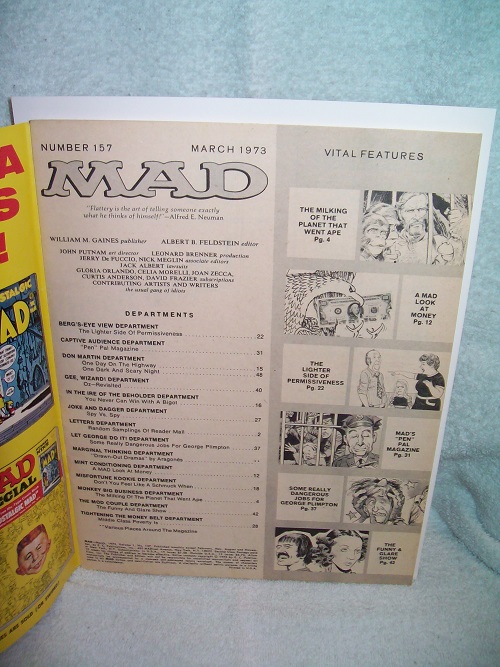 A
S
!
NOSTALGIC
MAD
MAD
SPECIAL
"NOSTALGIC MAD"
NUMBER 157
MARCH 1973
MAD
"Flattery is the art of telling someone exactly
what he thinks of himself!"—Alfred E. Neuman
WILLIAM M. GAINES publisher ALBERT B. FELDSTEIN editor
JOHN PUTNAM art director LEONARD BRENNER production
JERRY De FUCCIO, NICK MEGLIN associate editors
JACK ALBERT lawsuits
GLORIA ORLANDO, CELIA MORELLI, JOAN ZECCA,
CURTIS ANDERSON, DAVID FRAZIER subscriptions
CONTRIBUTING ARTISTS AND WRITERS
the usual gang of idiots
DEPARTMENTS
BERG'S-EYE VIEW DEPARTMENT
The Lighter Side of Permissiveness 22
CAPTIVE AUDIENCE DEPARTMENT
"Pen" Pal Magazine 31
DON MARTIN DEPARTMENT
One Day On The Highway 15
One Dark And Scary Night 48
GEE, WIZARD! DEPARTMENT
Oz—Revisited 40
IN THE IRE OF THE BEHOLDER DEPARTMENT
You Never Can Win With A Bigot 16
JOKE AND DAGGER DEPARTMENT
Spy Vs. Spy 27
LETTERS DEPARTMENT
Random Samplings Of Reader Mail 2
LET GEORGE DO IT! DEPARTMENT
Some Really Dangerous Jobs For George Plimpton 37
MARGINAL THINKING DEPARTMENT
"Drawn-Out Dramas" by Aragonés **
MINT CONDITIONING DEPARTMENT
A MAD Look At Money 12
MISFORTUNE KOOKIE DEPARTMENT
Don't You Feel Like A Schmuck When 18
MONKEY BIG BUSINESS DEPARTMENT
The Milking Of The Planet That Went Ape 4
THE MOD COUPLE DEPARTMENT
The Funny And Glare Show 42
TIGHTENING THE MONEY BELT DEPARTMENT
Middle Class Poverty Is 28
**Various Places Around The Magazine
VITAL FEATURES
THE MILKING
OF THE
PLANET THAT
WENT APE
Pg. 4
A MAD
LOOK
AT
MONEY
Pg. 12
THE
LIGHTER
SIDE OF
PERMISSIVENESS
Pg. 22
MAD'S
"PEN"
PAL
MAGAZINE
Pg. 31
SOME REALLY
DANGEROUS
JOBS FOR
GEORGE PLIMPTON
Pg. 37
THE
FUNNY &
GLARE
SHOW
Pg. 42